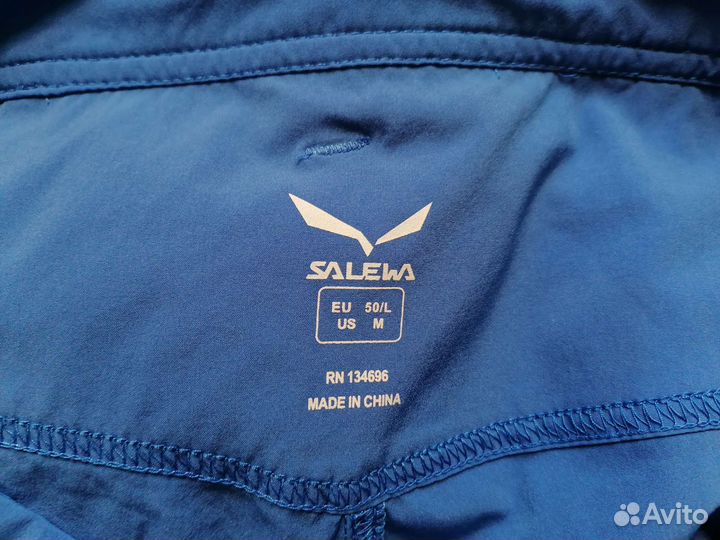 SALEWA
EU 50/L
US M
RN 134696
MADE IN CHINA
Avito